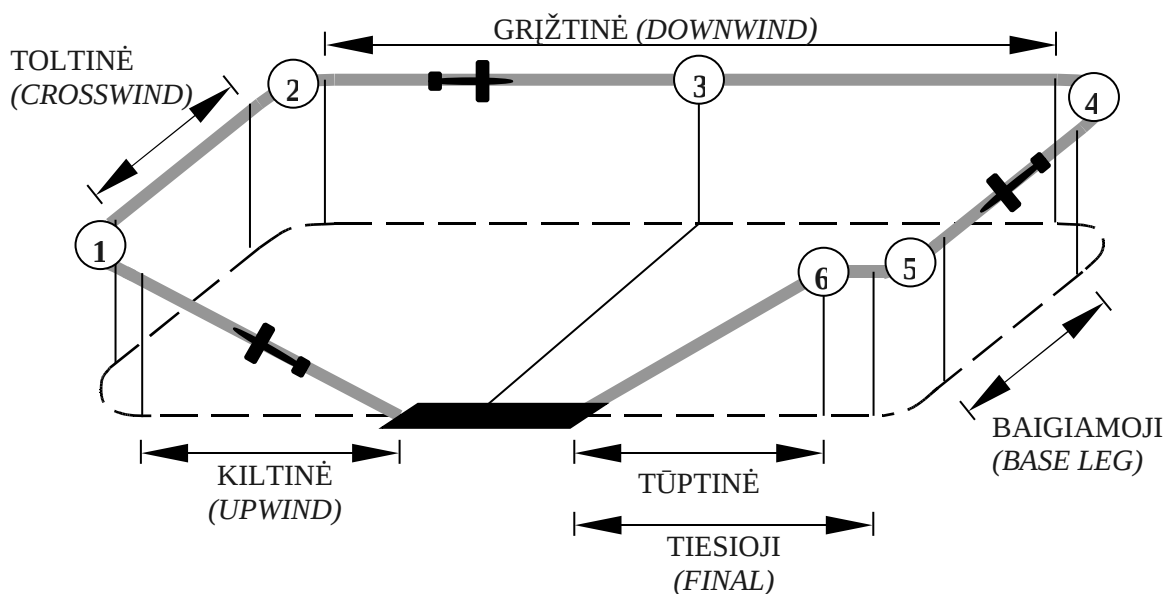 GRĮŽTINĖ (DOWNWIND)
TOLTINĖ
(CROSSWIND)
2
3
4
1
6
5
KILTINĖ
(UPWIND)
TŪPTINĖ
BAIGIAMOJI
(BASE LEG)
TIESIOJI
(FINAL)